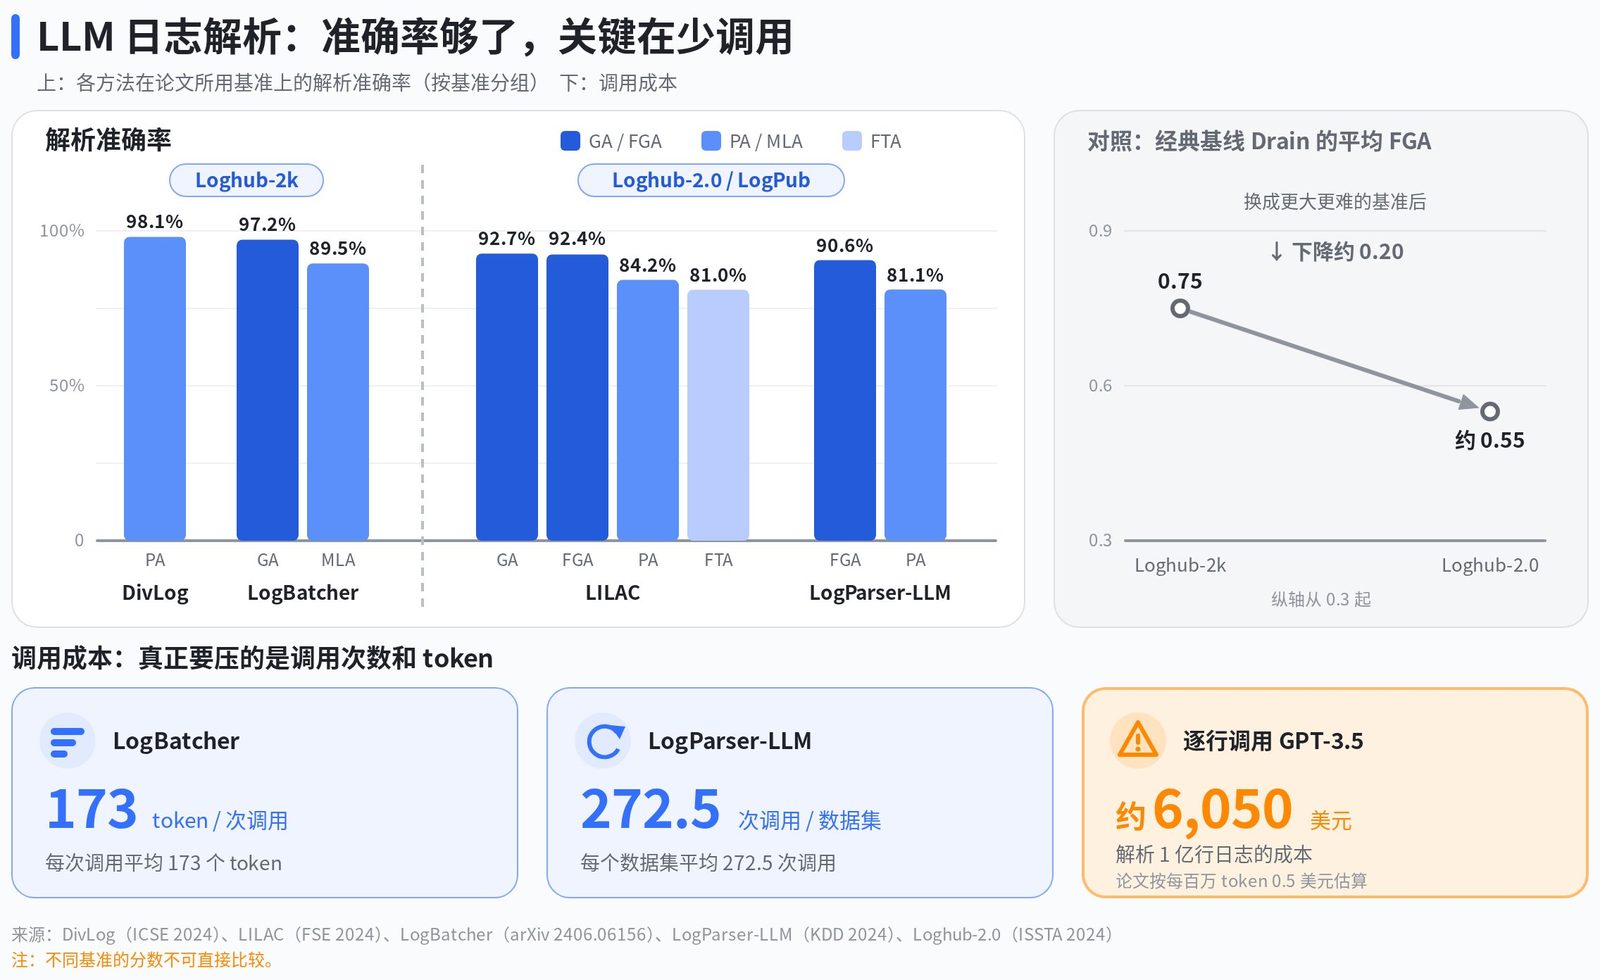 LLM 日志解析：准确率够了，关键在少调用
上：各方法在论文所用基准上的解析准确率（按基准分组） 下：调用成本
解析准确率
GA / FGA
PA / MLA
FTA
Loghub-2k
Loghub-2.0 / LogPub
100%
50%
0
98.1%
97.2%
89.5%
92.7%
92.4%
84.2%
81.0%
90.6%
81.1%
PA
GA
MLA
GA
FGA
PA
FTA
FGA
PA
DivLog
LogBatcher
LILAC
LogParser-LLM
对照：经典基线 Drain 的平均 FGA
换成更大更难的基准后
↓ 下降约 0.20
0.9
0.6
0.3
0.75
约 0.55
Loghub-2k
Loghub-2.0
纵轴从 0.3 起
调用成本：真正要压的是调用次数和 token
LogBatcher
173 token / 次调用
每次调用平均 173 个 token
LogParser-LLM
272.5 次调用 / 数据集
每个数据集平均 272.5 次调用
逐行调用 GPT-3.5
约 6,050 美元
解析 1 亿行日志的成本
论文按每百万 token 0.5 美元估算
来源：DivLog（ICSE 2024）、LILAC（FSE 2024）、LogBatcher（arXiv 2406.06156）、LogParser-LLM（KDD 2024）、Loghub-2.0（ISSTA 2024）
注：不同基准的分数不可直接比较。